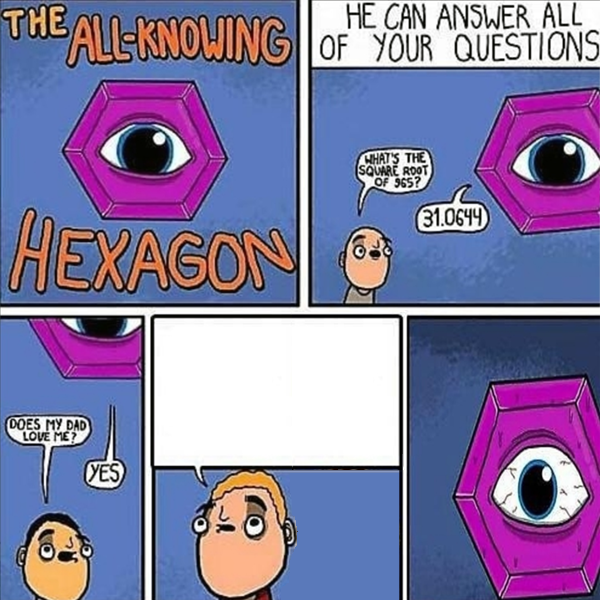 THE
ALL-KNOWING
HEXAGON
HE CAN ANSWER ALL
OF YOUR QUESTIONS
WHAT'S THE
SQUARE ROOT
OF 965?
31.0644
DOES MY DAD
LOVE ME?
YES